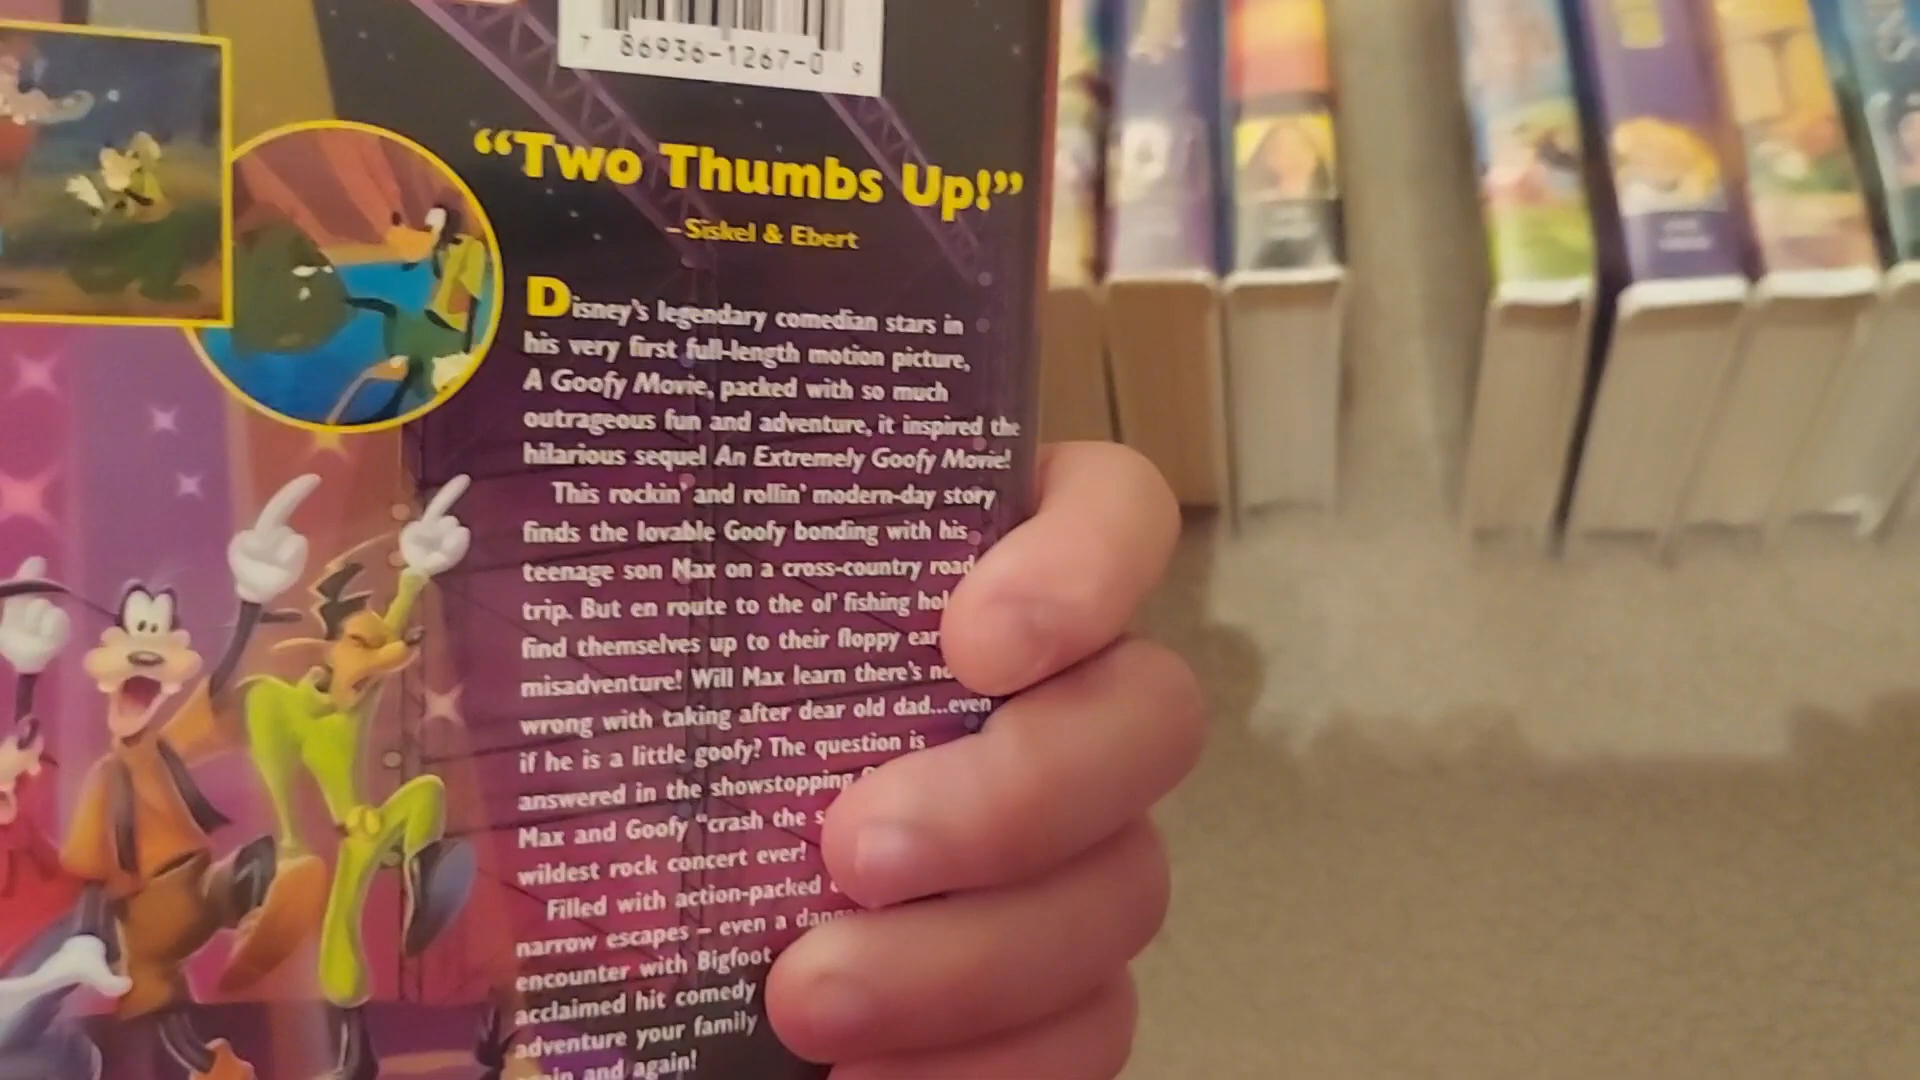 7 86936-1267-0 9
“Two Thumbs Up!”
– Siskel & Ebert
Disney's legendary comedian stars in
his very first full-length motion picture,
A Goofy Movie, packed with so much
outrageous fun and adventure, it inspired the
hilarious sequel An Extremely Goofy Movie!
This rockin' and rollin' modern-day story
finds the lovable Goofy bonding with his
teenage son Max on a cross-country road
trip. But en route to the ol' fishing
find themselves up to their floppy
misadventure! Will Max learn there's
wrong with taking after dear old dad...even
if he is a little goofy? The question is
answered in the showstopping
Max and Goofy "crash the
wildest rock concert ever!
Filled with action-packed
narrow escapes – even a
encounter with Bigfoot
acclaimed hit comedy
adventure your family
and again!